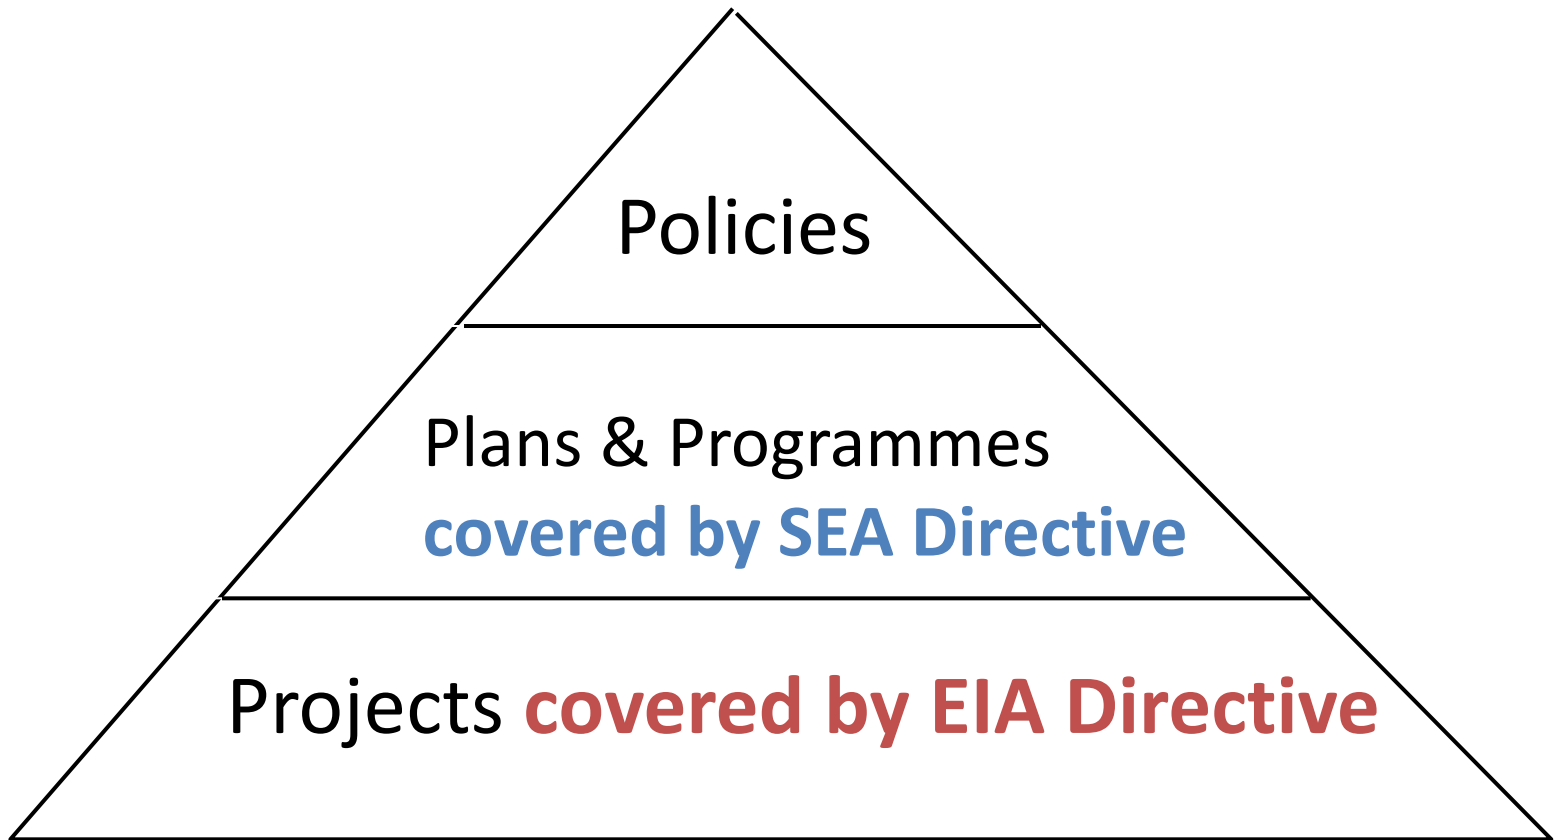 Policies
Plans & Programmes
covered by SEA Directive
Projects covered by EIA Directive